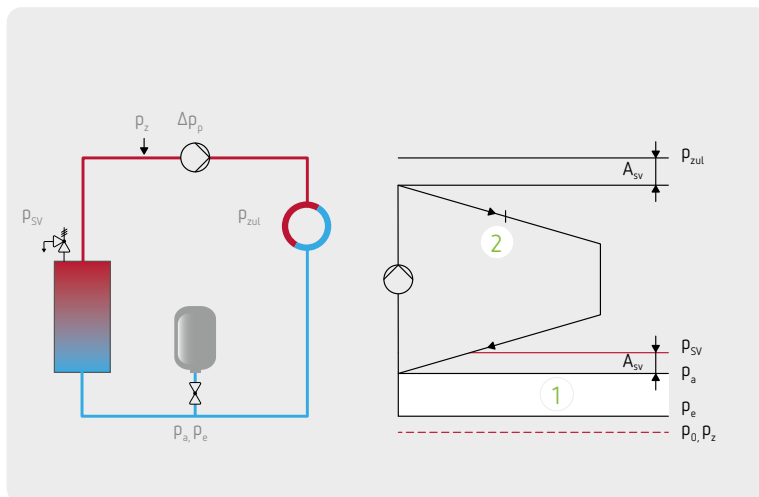 p_z
Δp_p
p_SV
p_zul
p_a, p_e
p_zul
A_sv
2
p_SV
A_sv
p_a
1
p_e
p_0, p_z